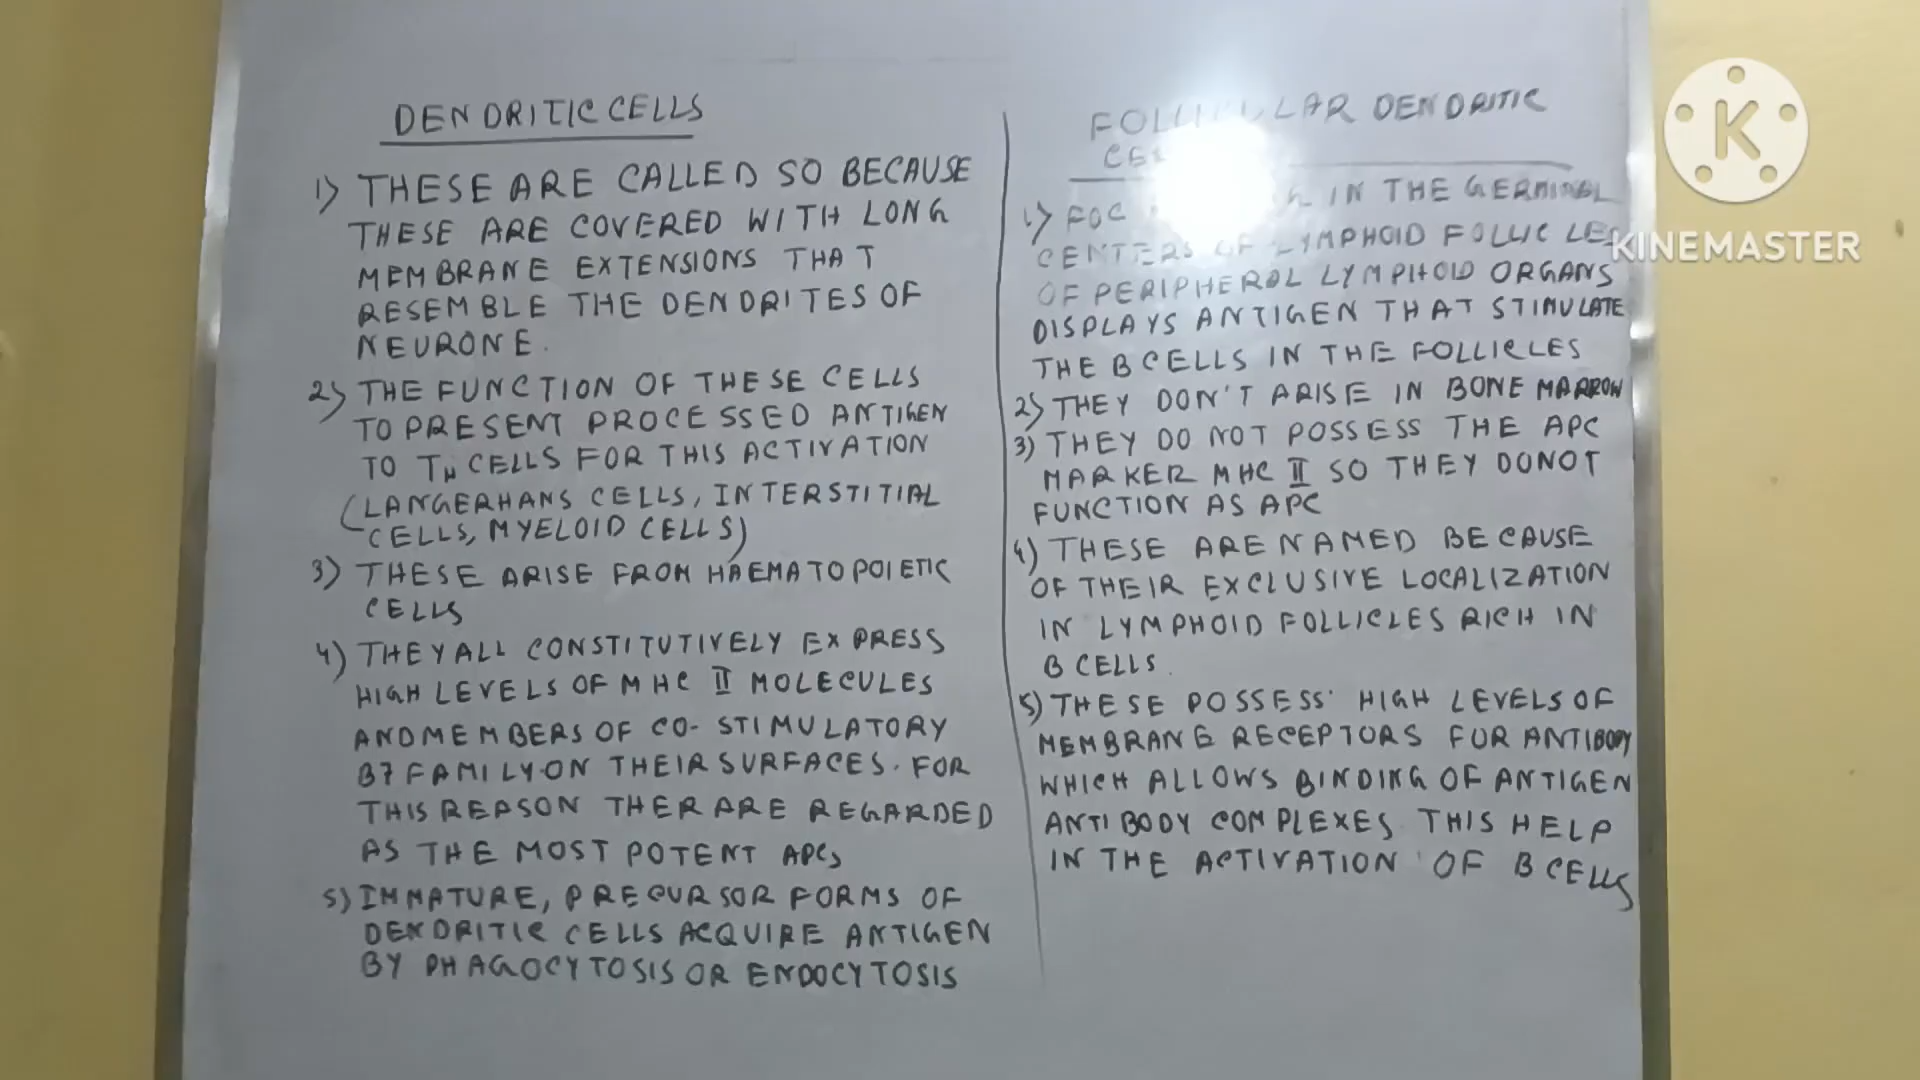 DENDRITIC CELLS
1) THESE ARE CALLED SO BECAUSE
THESE ARE COVERED WITH LONG
MEMBRANE EXTENSIONS THAT
RESEMBLE THE DENDRITES OF
NEURONE.
2) THE FUNCTION OF THESE CELLS
TO PRESENT PROCESSED ANTIGEN
TO TH CELLS FOR THIS ACTIVATION
(LANGERHANS CELLS, INTERSTITIAL
CELLS, MYELOID CELLS)
3) THESE ARISE FROM HAEMATOPOIETIC
CELLS
4) THEY ALL CONSTITUTIVELY EXPRESS
HIGH LEVELS OF MHC II MOLECULES
AND MEMBERS OF CO-STIMULATORY
B7 FAMILY ON THEIR SURFACES. FOR
THIS REASON THER ARE REGARDED
AS THE MOST POTENT APCs
5) IMMATURE, PRECURSOR FORMS OF
DENDRITIC CELLS ACQUIRE ANTIGEN
BY PHAGOCYTOSIS OR ENDOCYTOSIS
FOLLICULAR DENDRITIC
1) FDC IN THE GERMINAL
CENTERS OF LYMPHOID FOLLICLES
OF PERIPHERAL LYMPHOID ORGANS
DISPLAYS ANTIGEN THAT STIMULATE
THE B CELLS IN THE FOLLICLES
2) THEY DON'T ARISE IN BONE MARROW
3) THEY DO NOT POSSESS THE APC
MARKER MHC II SO THEY DONOT
FUNCTION AS APC
4) THESE ARE NAMED BECAUSE
OF THEIR EXCLUSIVE LOCALIZATION
IN LYMPHOID FOLLICLES RICH IN
B CELLS.
5) THESE POSSESS HIGH LEVELS OF
MEMBRANE RECEPTORS FOR ANTIBODY
WHICH ALLOWS BINDING OF ANTIGEN
ANTIBODY COMPLEXES. THIS HELP
IN THE ACTIVATION OF B CELLS
K
KINEMASTER